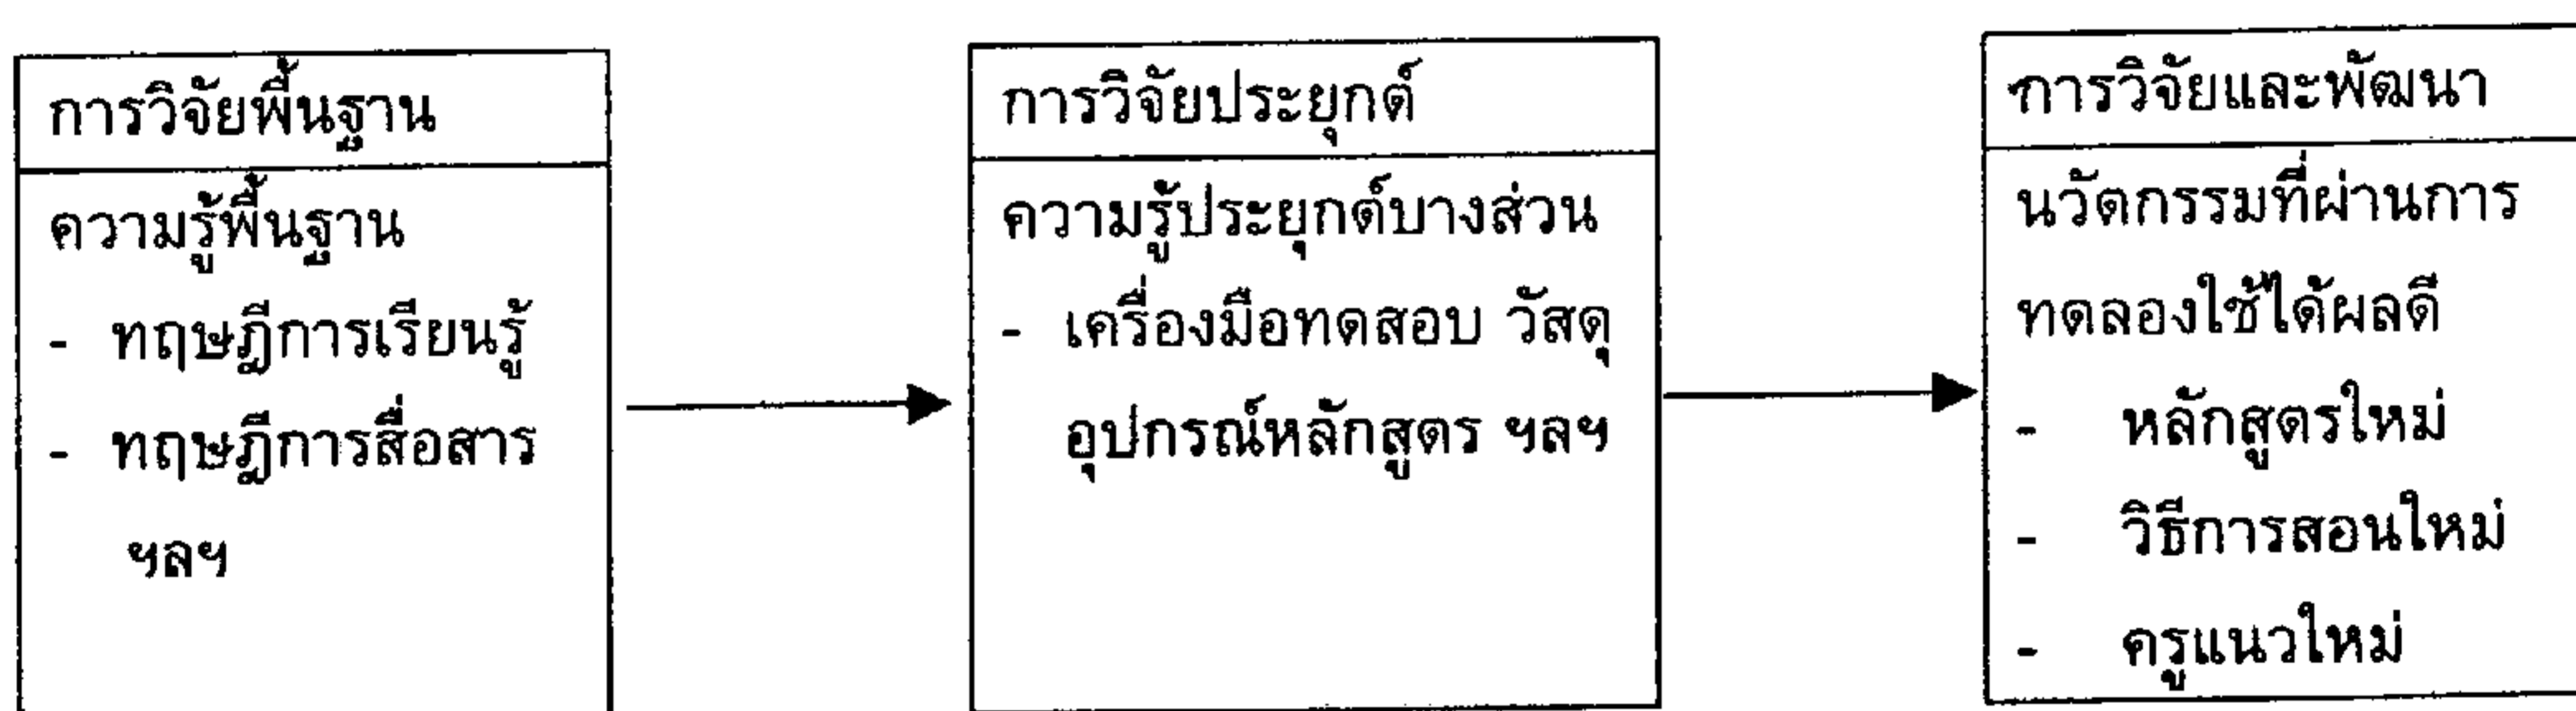 การวิจัยพื้นฐาน
ความรู้พื้นฐาน
- ทฤษฎีการเรียนรู้
- ทฤษฎีการสื่อสาร
ฯลฯ
การวิจัยประยุกต์
ความรู้ประยุกต์บางส่วน
- เครื่องมือทดสอบ วัสดุ
อุปกรณ์หลักสูตร ฯลฯ
การวิจัยและพัฒนา
นวัตกรรมที่ผ่านการ
ทดลองใช้ได้ผลดี
- หลักสูตรใหม่
- วิธีการสอนใหม่
- ครูแนวใหม่